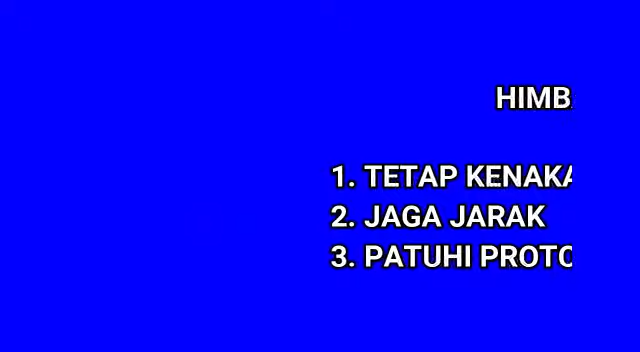 HIMB
1. TETAP KENAKA
2. JAGA JARAK
3. PATUHI PROTO